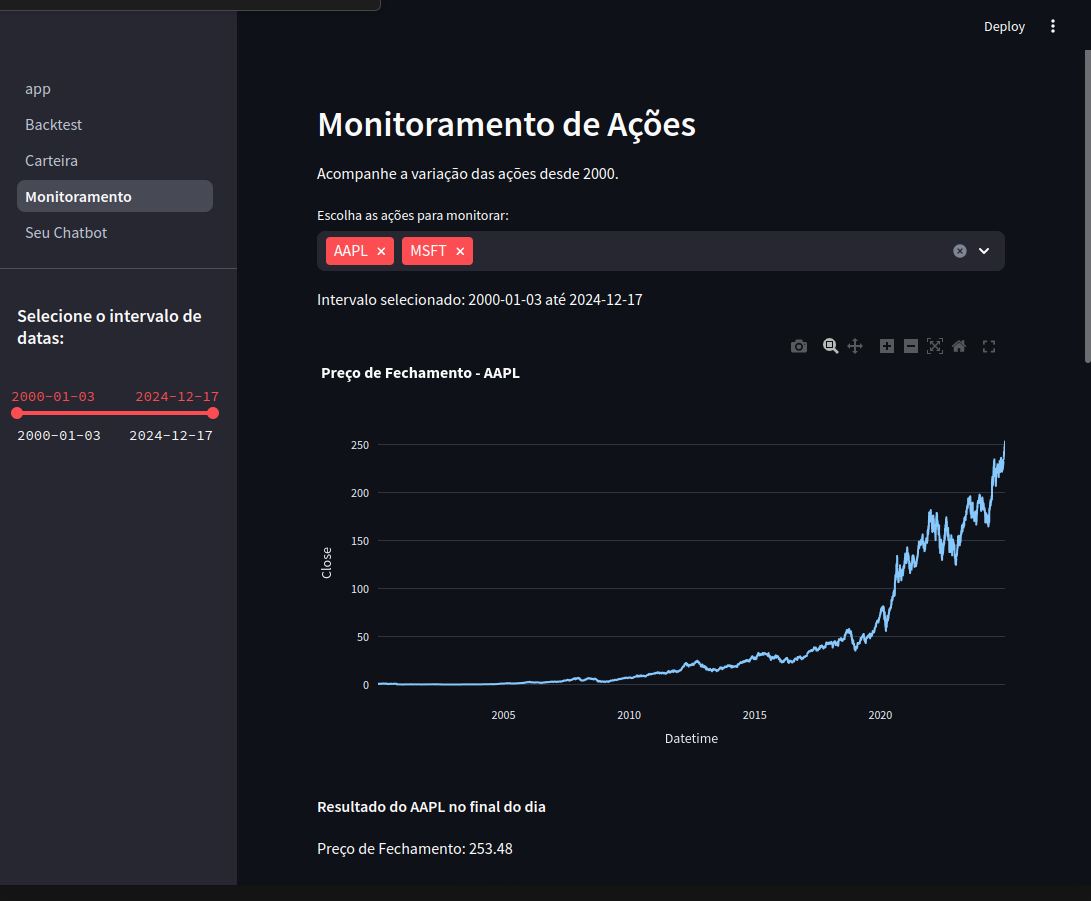 Deploy
app
Backtest
Carteira
Monitoramento
Seu Chatbot
Selecione o intervalo de
datas:
2000-01-03 2024-12-17
2000-01-03 2024-12-17
Monitoramento de Ações
Acompanhe a variação das ações desde 2000.
Escolha as ações para monitorar:
AAPL × MSFT ×
Intervalo selecionado: 2000-01-03 até 2024-12-17
Preço de Fechamento - AAPL
250
200
150
100
50
0
Close
2005 2010 2015 2020
Datetime
Resultado do AAPL no final do dia
Preço de Fechamento: 253.48